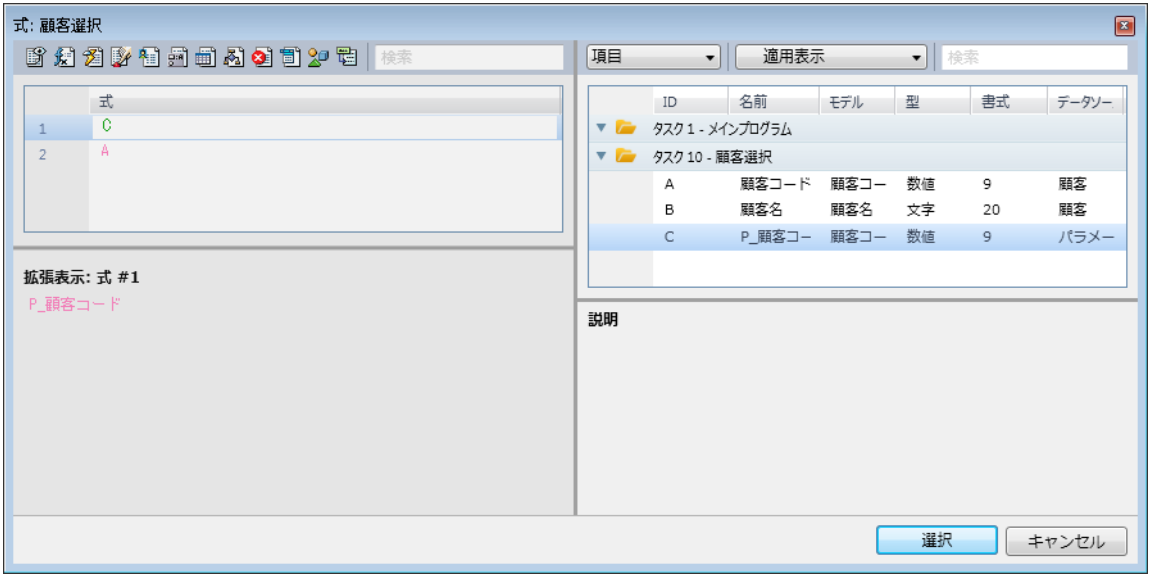 式: 顧客選択
検索
項目 適用表示 検索
式
1 C
2 A
ID 名前 モデル 型 書式 データソー
タスク 1 - メインプログラム
タスク 10 - 顧客選択
A 顧客コード 顧客コー 数値 9 顧客
B 顧客名 顧客名 文字 20 顧客
C P_顧客コー 顧客コー 数値 9 パラメー
拡張表示: 式 #1
P_顧客コード
説明
選択 キャンセル